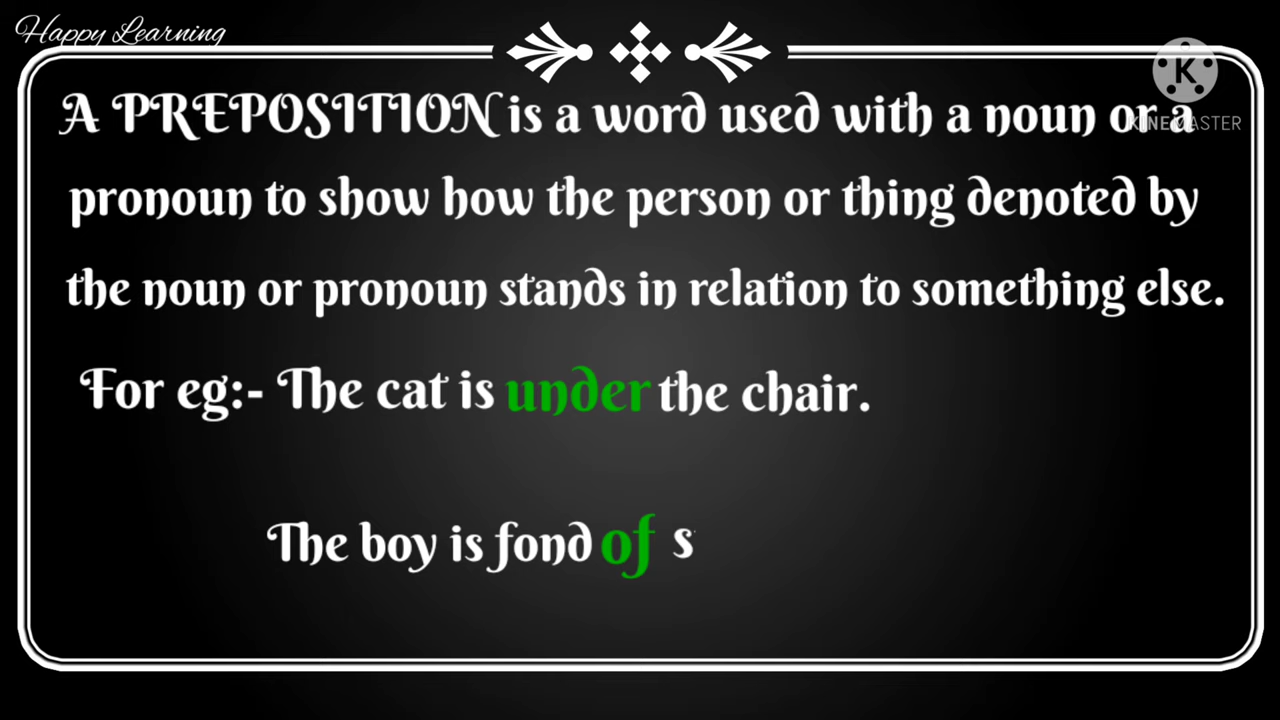 Happy Learning
A PREPOSITION is a word used with a noun or a
K
KINEMASTER
pronoun to show how the person or thing denoted by
the noun or pronoun stands in relation to something else.
For eg:- The cat is under the chair.
The boy is fond of s